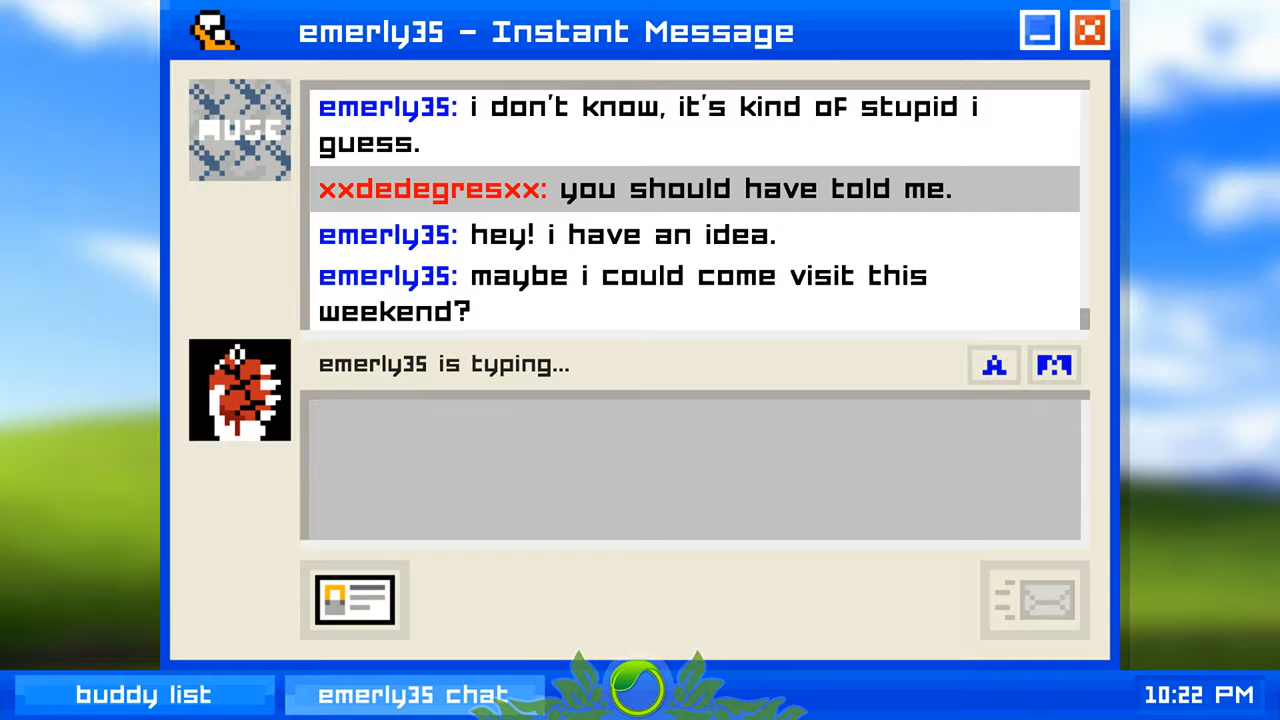 emerly35 - Instant Message
MUSE
emerly35: i don't know, it's kind of stupid i
guess.
xxdedegresxx: you should have told me.
emerly35: hey! i have an idea.
emerly35: maybe i could come visit this
weekend?
emerly35 is typing...
A
buddy list
emerly35 chat
10:22 PM